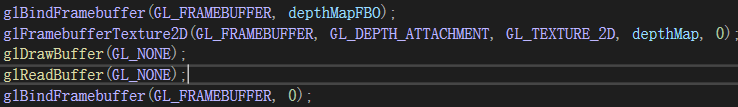 glBindFramebuffer(GL_FRAMEBUFFER, depthMapFBO);
glFramebufferTexture2D(GL_FRAMEBUFFER, GL_DEPTH_ATTACHMENT, GL_TEXTURE_2D, depthMap, 0);
glDrawBuffer(GL_NONE);
glReadBuffer(GL_NONE);
glBindFramebuffer(GL_FRAMEBUFFER, 0);